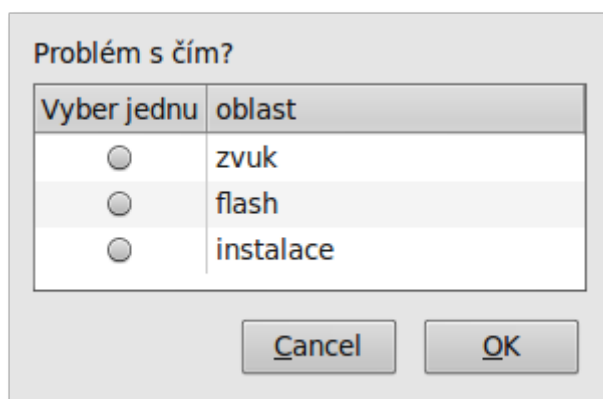 Problém s čím?
Vyber jednu oblast
zvuk
flash
instalace
Cancel OK